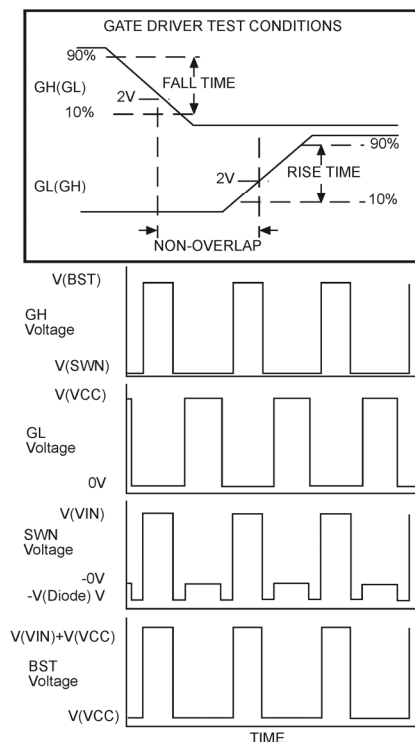 GATE DRIVER TEST CONDITIONS
90%
FALL TIME
GH(GL)
2V
10%
90%
GL(GH)
2V
RISE TIME
10%
NON-OVERLAP
V(BST)
GH
Voltage
V(SWN)
V(VCC)
GL
Voltage
0V
V(VIN)
SWN
Voltage
-0V
-V(Diode) V
V(VIN)+V(VCC)
BST
Voltage
V(VCC)
TIME